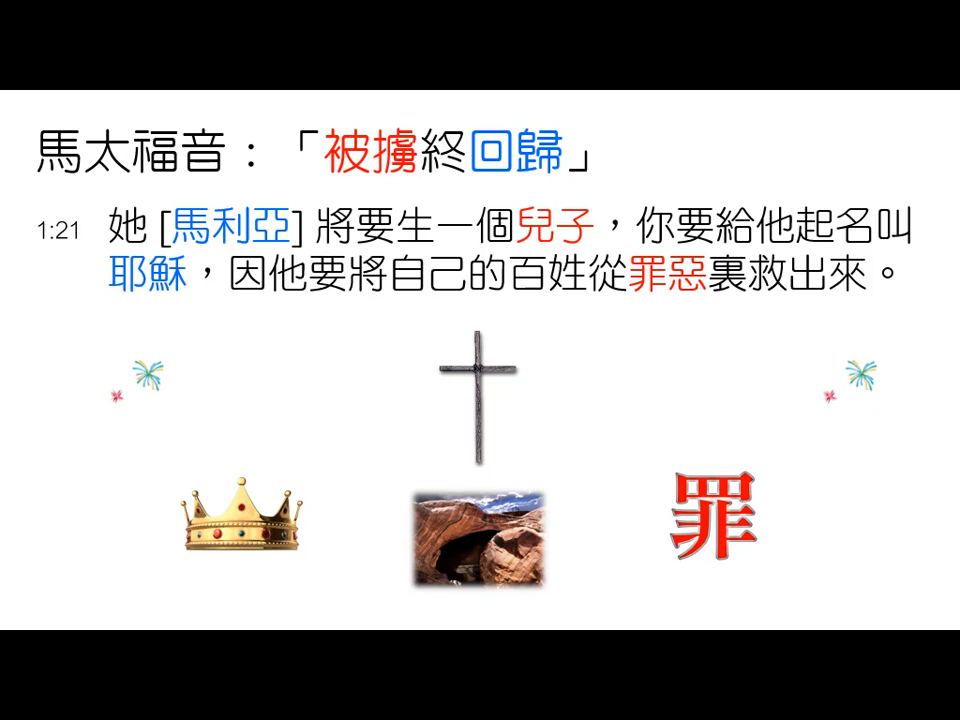 馬太福音：「被擄終回歸」
1:21 她 [馬利亞] 將要生一個兒子，你要給他起名叫
耶穌，因他要將自己的百姓從罪惡裏救出來。
罪